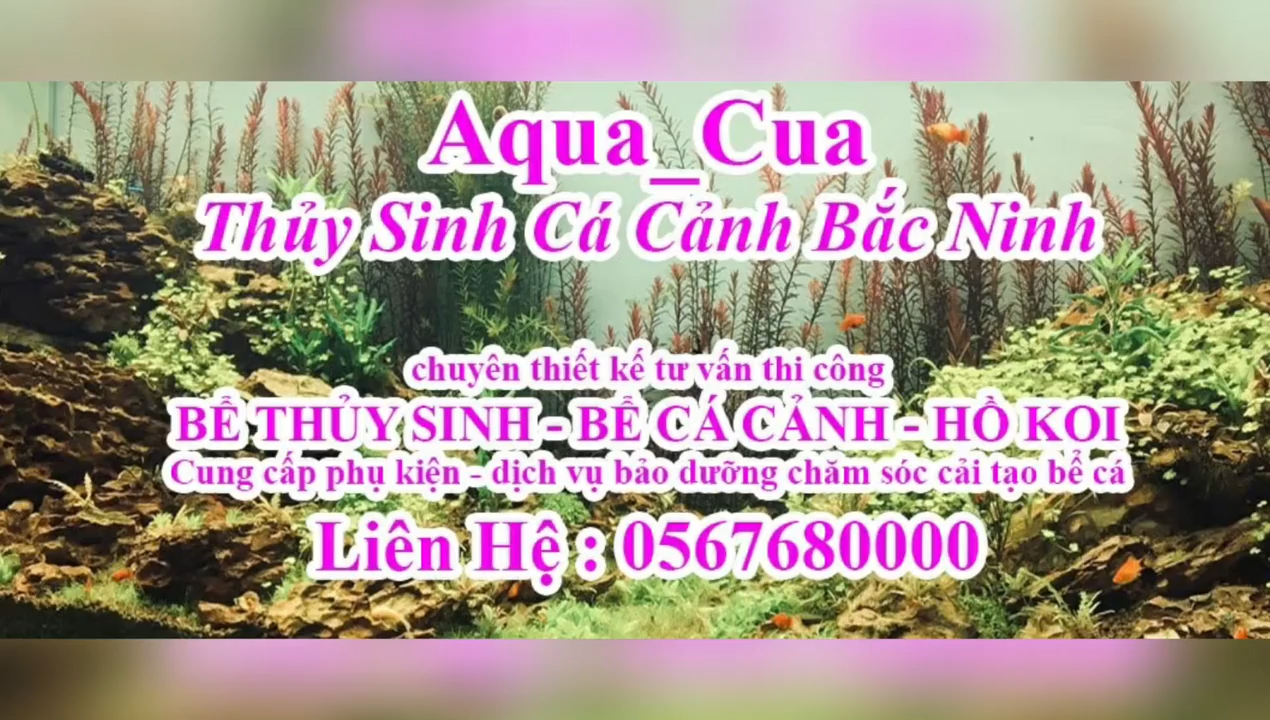 Aqua_Cua
Thủy Sinh Cá Cảnh Bắc Ninh
chuyên thiết kế tư vấn thi công
BỂ THỦY SINH - BỂ CÁ CẢNH - HỒ KOI
Cung cấp phụ kiện - dịch vụ bảo dưỡng chăm sóc cải tạo bể cá
Liên Hệ : 0567680000